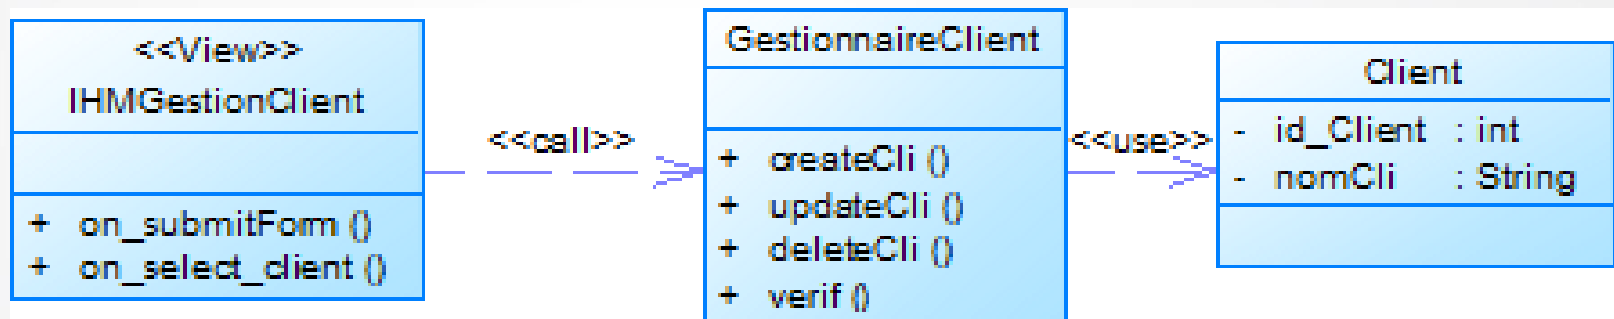 <<View>>
IHMGestionClient
+ on_submitForm ()
+ on_select_client ()
<<call>>
GestionnaireClient
+ createCli ()
+ updateCli ()
+ deleteCli ()
+ verif ()
<<use>>
Client
- id_Client : int
- nomCli : String